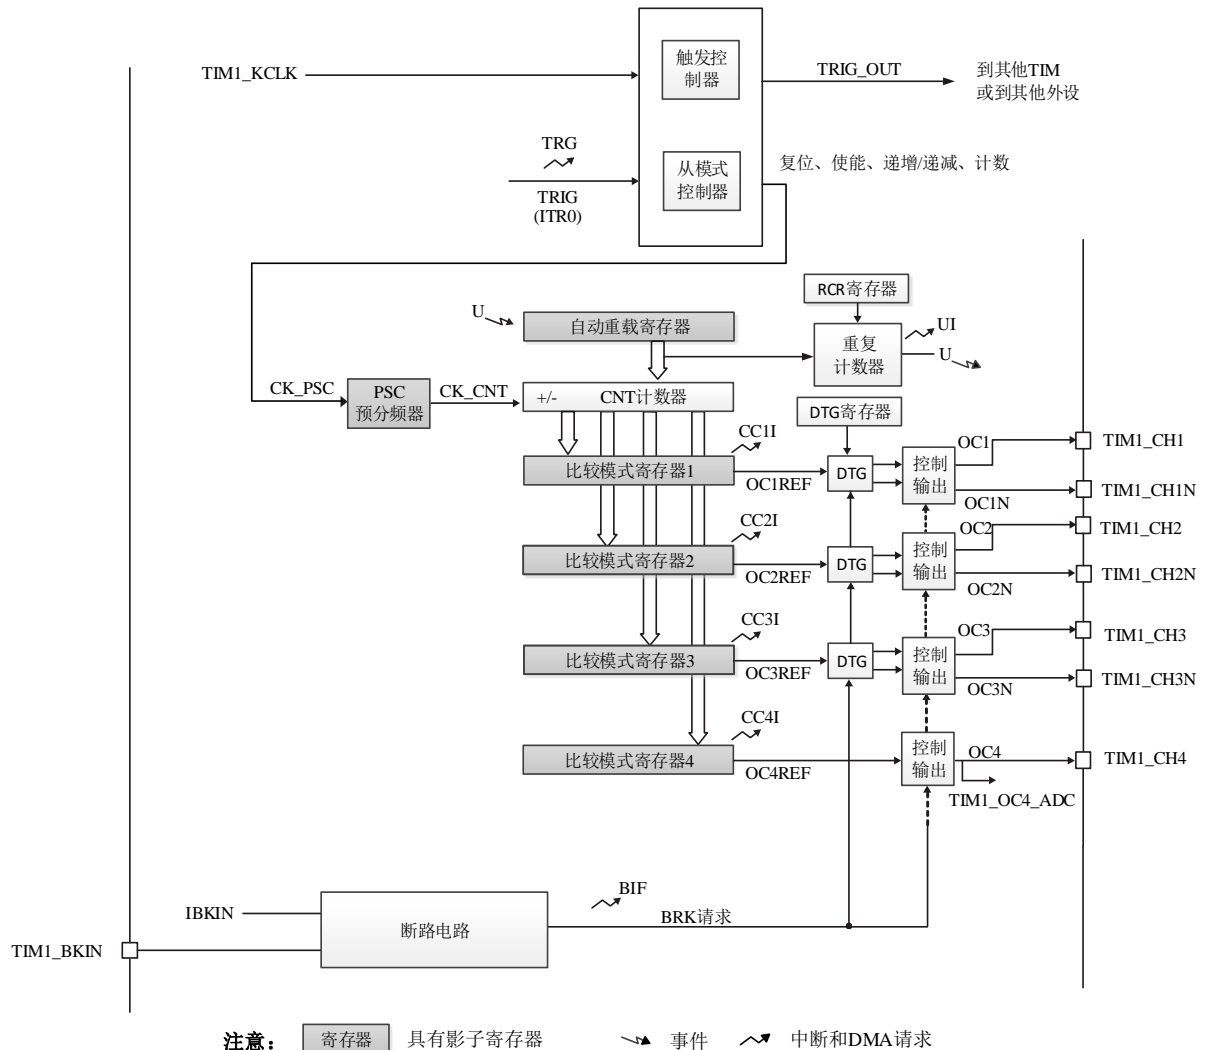 TIM1_KCLK
触发控
制器
TRIG_OUT
到其他TIM
或到其他外设
TRG
TRIG
(ITR0)
从模式
控制器
复位、使能、递增/递减、计数
RCR寄存器
U
自动重载寄存器
重复
计数器
UI
U
CK_PSC
PSC
预分频器
CK_CNT
+/-
CNT计数器
DTG寄存器
CC1I
比较模式寄存器1
OC1REF
DTG
控制
输出
OC1
OC1N
TIM1_CH1
TIM1_CH1N
CC2I
比较模式寄存器2
OC2REF
DTG
控制
输出
OC2
OC2N
TIM1_CH2
TIM1_CH2N
CC3I
比较模式寄存器3
OC3REF
DTG
控制
输出
OC3
OC3N
TIM1_CH3
TIM1_CH3N
CC4I
比较模式寄存器4
OC4REF
控制
输出
OC4
TIM1_CH4
TIM1_OC4_ADC
IBKIN
TIM1_BKIN
断路电路
BIF
BRK请求
注意：
寄存器
具有影子寄存器
事件
中断和DMA请求